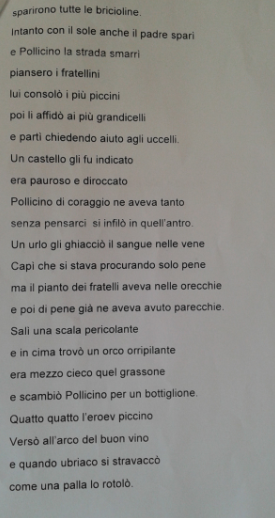 sparirono tutte le bricioline.
Intanto con il sole anche il padre sparì
e Pollicino la strada smarrì
piansero i fratellini
lui consolò i più piccini
poi li affidò ai più grandicelli
e partì chiedendo aiuto agli uccelli.
Un castello gli fu indicato
era pauroso e diroccato
Pollicino di coraggio ne aveva tanto
senza pensarci si infilò in quell'antro.
Un urlo gli ghiacciò il sangue nelle vene
Capì che si stava procurando solo pene
ma il pianto dei fratelli aveva nelle orecchie
e poi di pene già ne aveva avuto parecchie.
Salì una scala pericolante
e in cima trovò un orco orripilante
era mezzo cieco quel grassone
e scambiò Pollicino per un bottiglione.
Quatto quatto l'eroev piccino
Versò all'arco del buon vino
e quando ubriaco si stravaccò
come una palla lo rotolò.